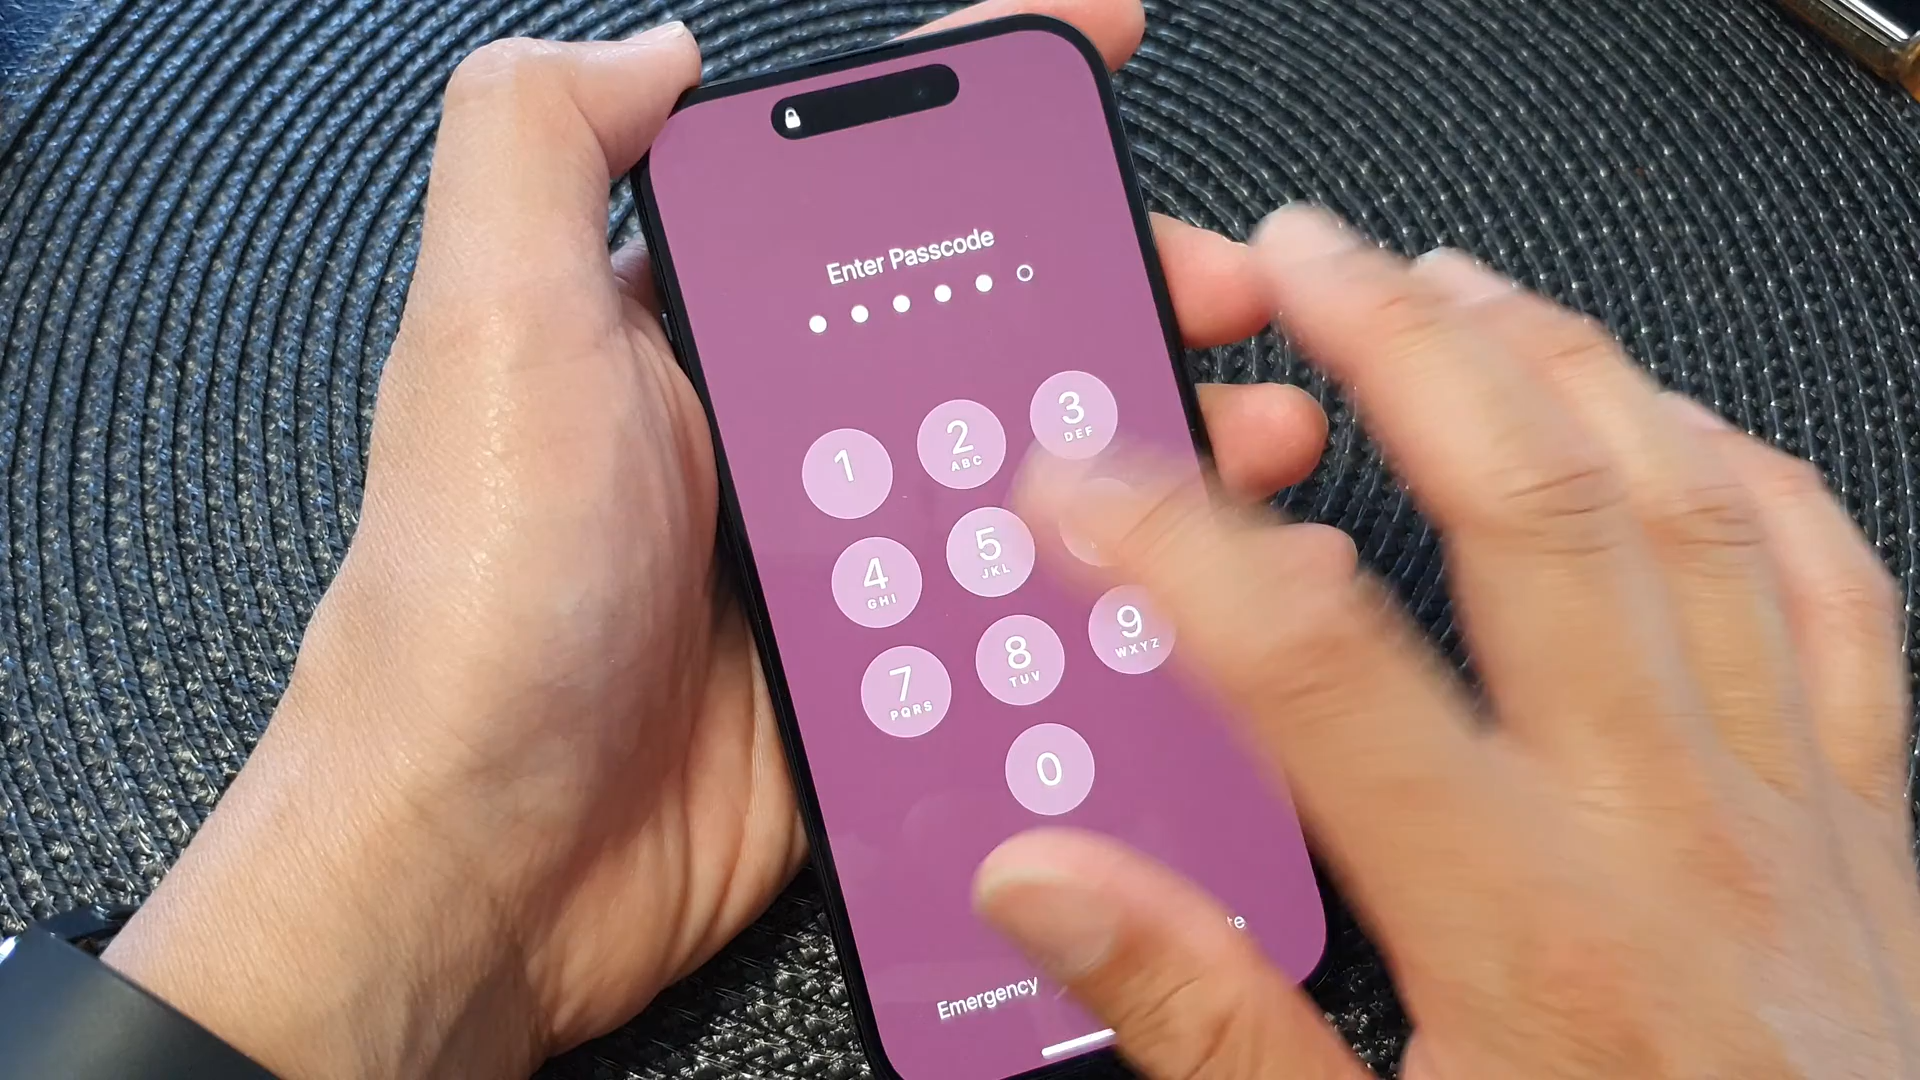 Enter Passcode
1
2
ABC
3
DEF
4
GHI
5
JKL
7
PQRS
8
TUV
9
WXYZ
0
Emergency